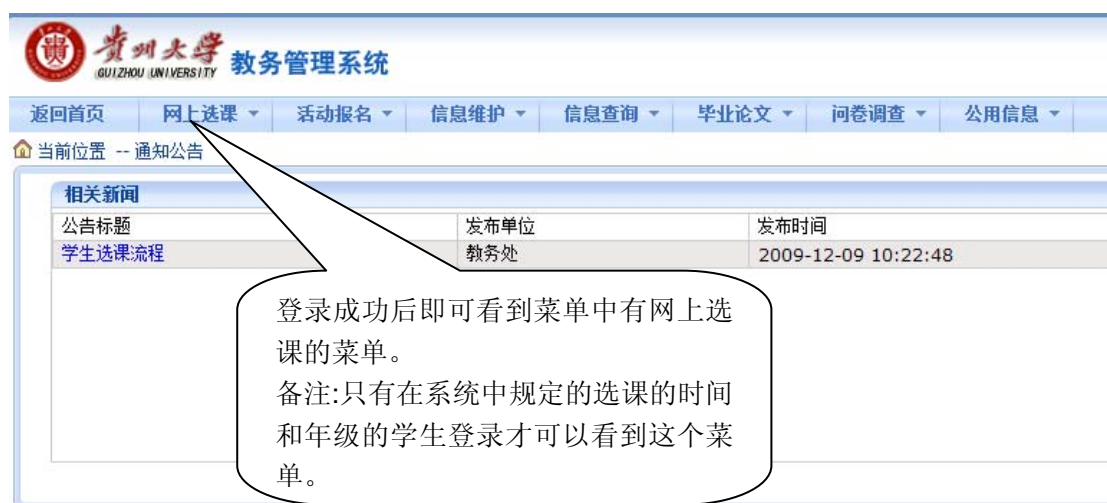 贵
贵州大学
GUIZHOU UNIVERSITY
教务管理系统
返回首页 网上选课 活动报名 信息维护 信息查询 毕业论文 问卷调查 公用信息
当前位置 -- 通知公告
相关新闻
公告标题 发布单位 发布时间
学生选课流程 教务处 2009-12-09 10:22:48
登录成功后即可看到菜单中有网上选
课的菜单。
备注:只有在系统中规定的选课的时间
和年级的学生登录才可以看到这个菜
单。